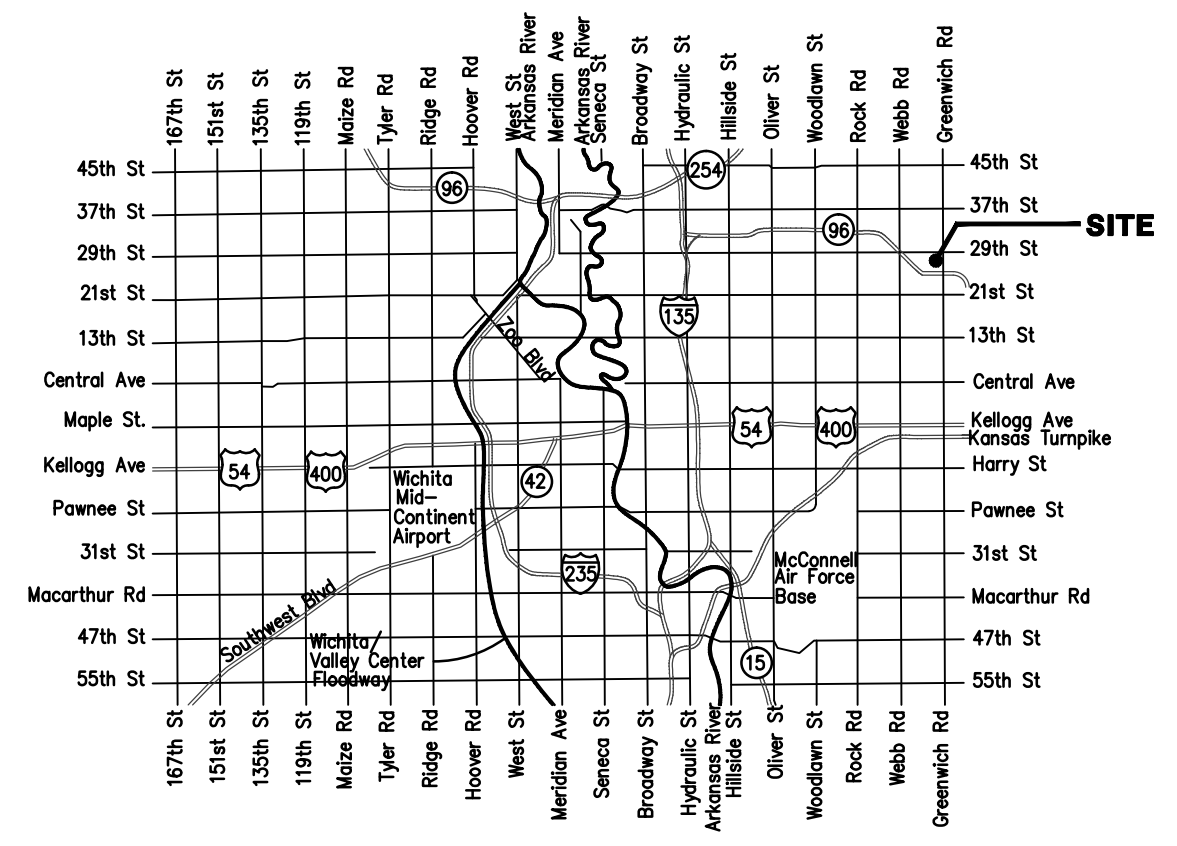 167th St
151st St
135th St
119th St
Maize Rd
Tyler Rd
Ridge Rd
Hoover Rd
West St
Arkansas River
Meridian Ave
Arkansas River
Seneca St
Broadway St
Hydraulic St
Hillside St
Oliver St
Woodlawn St
Rock Rd
Webb Rd
Greenwich Rd
45th St
45th St
254
96
37th St
37th St
96
SITE
29th St
29th St
21st St
21st St
135
13th St
13th St
Zoo Blvd
Central Ave
Central Ave
Maple St.
Kellogg Ave
54
400
Kansas Turnpike
Kellogg Ave
54
400
Harry St
Wichita
Mid-
Continent
Airport
42
Pawnee St
Pawnee St
31st St
31st St
McConnell
Air Force
Base
235
Macarthur Rd
Macarthur Rd
Southwest Blvd
47th St
47th St
Wichita/
Valley Center
Floodway
15
55th St
55th St
167th St
151st St
135th St
119th St
Maize Rd
Tyler Rd
Ridge Rd
Hoover Rd
West St
Meridian Ave
Seneca St
Broadway St
Hydraulic St
Arkansas River
Hillside St
Oliver St
Woodlawn St
Rock Rd
Webb Rd
Greenwich Rd